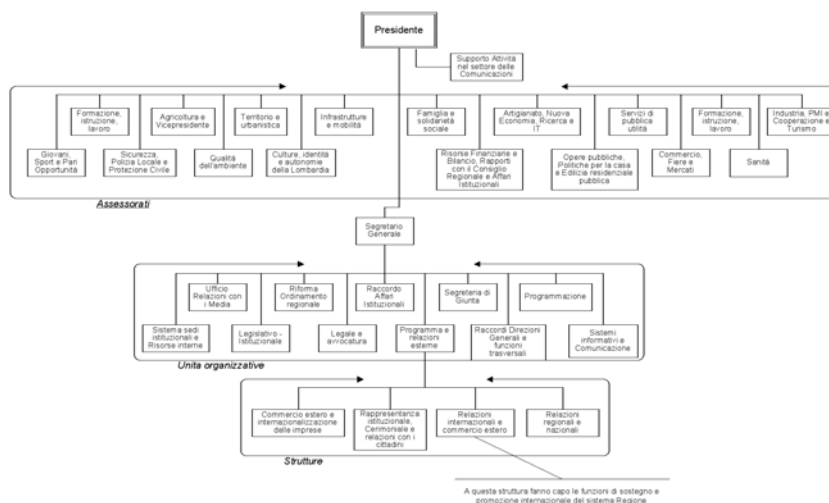 Presidente
Supporto Attività
nel settore delle
Comunicazioni
Formazione,
istruzione,
lavoro
Agricoltura e
Vicepresidente
Territorio e
urbanistica
Infrastrutture
e mobilità
Famiglia e
solidarietà
sociale
Artigianato, Nuova
Economia, Ricerca e
IT
Servizi di
pubblica
utilità
Formazione,
istruzione,
lavoro
Industria, PMI e
Cooperazione e
Turismo
Giovani,
Sport e Pari
Opportunità
Sicurezza,
Polizia Locale e
Protezione Civile
Qualità
dell'ambiente
Culture, identità
e autonomie
della Lombardia
Risorse Finanziarie e
Bilancio, Rapporti
con il Consiglio
Regionale e Affari
Istituzionali
Opere pubbliche,
Politiche per la casa
e Edilizia residenziale
pubblica
Commercio,
Fiere e
Mercati
Sanità
Assessorati
Segretario
Generale
Ufficio
Relazioni con
i Media
Riforma
Ordinamento
regionale
Raccordo
Affari
Istituzionali
Segreteria di
Giunta
Programmazione
Sistema sedi
istituzionali e
Risorse interne
Legislativo -
Istituzionale
Legale e
avvocatura
Programma e
relazioni
esterne
Raccordi Direzioni
Generali e
funzioni
trasversali
Sistemi
informativi e
Comunicazione
Unita organizzative
Commercio estero e
internazionalizzazione
delle imprese
Rappresentanza
istituzionale,
Cerimoniale e
relazioni con i
cittadini
Relazioni
internazionali e
commercio estero
Relazioni
regionali e
nazionali
Strutture
A questa struttura fanno capo le funzioni di sostegno e
promozione internazionale del sistema Regione